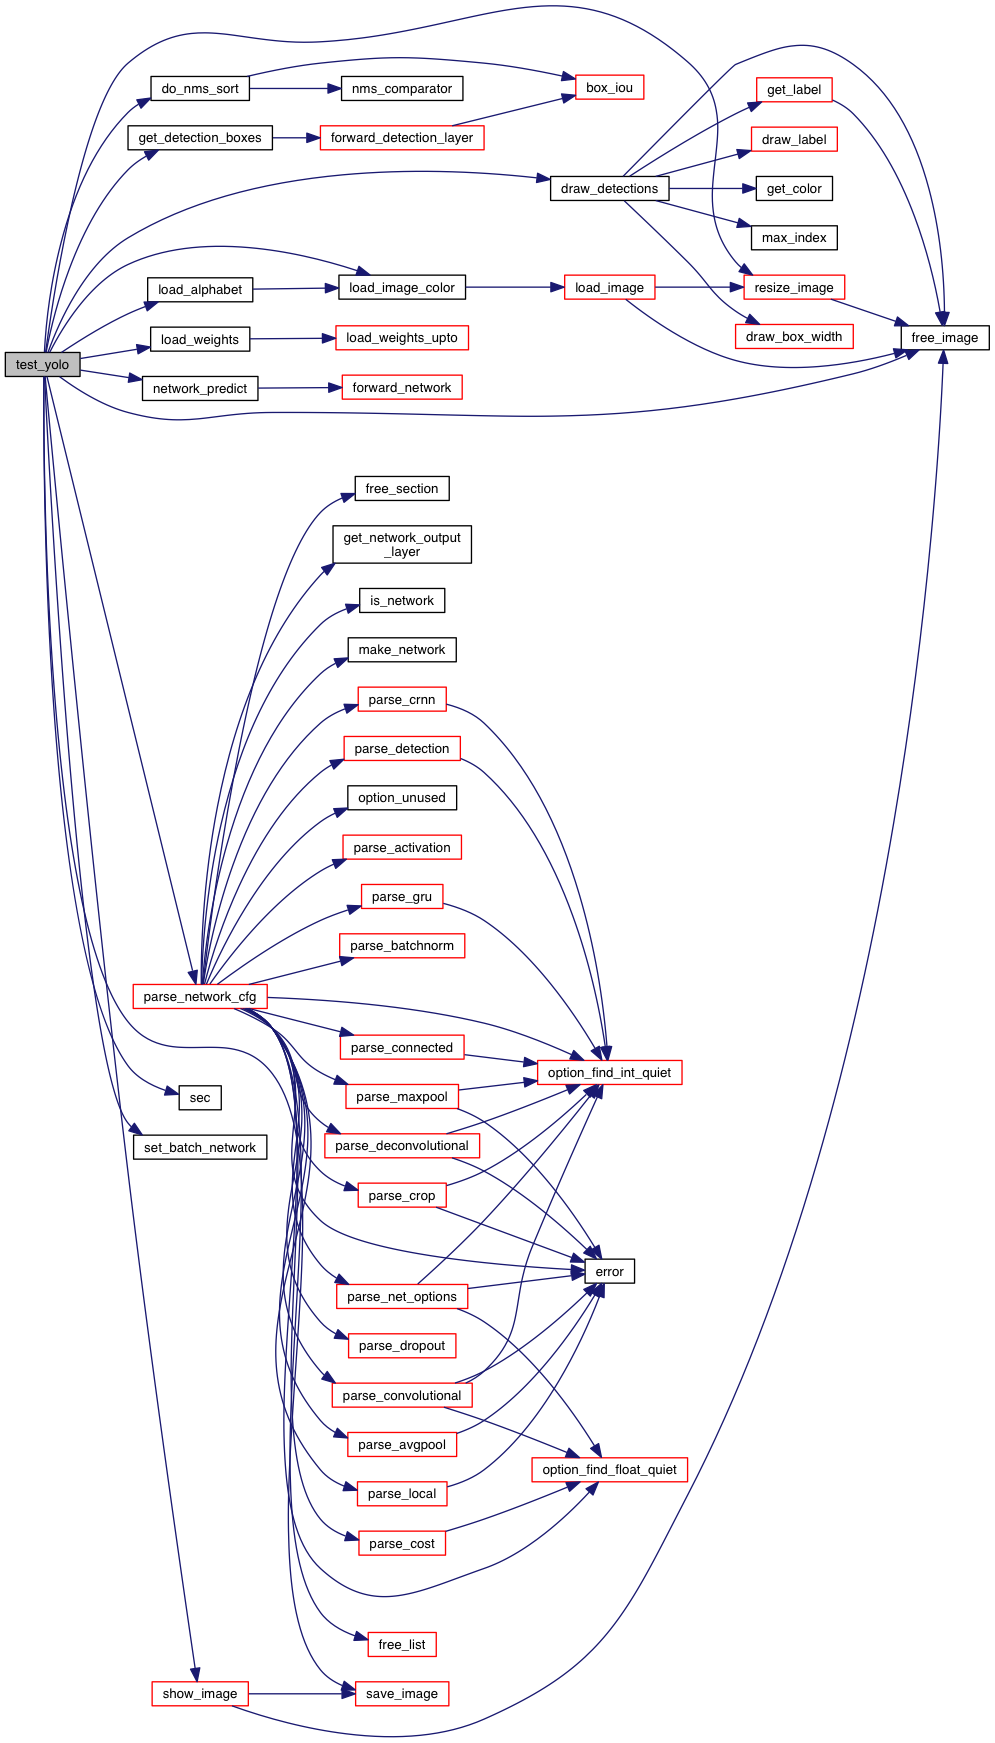 do_nms_sort
nms_comparator
box_iou
get_label
get_detection_boxes
forward_detection_layer
draw_label
draw_detections
get_color
max_index
load_alphabet
load_image_color
load_image
resize_image
load_weights
load_weights_upto
draw_box_width
free_image
test_yolo
network_predict
forward_network
free_section
get_network_output
_layer
is_network
make_network
parse_crnn
parse_detection
option_unused
parse_activation
parse_gru
parse_batchnorm
parse_network_cfg
parse_connected
option_find_int_quiet
sec
parse_maxpool
set_batch_network
parse_deconvolutional
parse_crop
error
parse_net_options
parse_dropout
parse_convolutional
parse_avgpool
option_find_float_quiet
parse_local
parse_cost
free_list
show_image
save_image